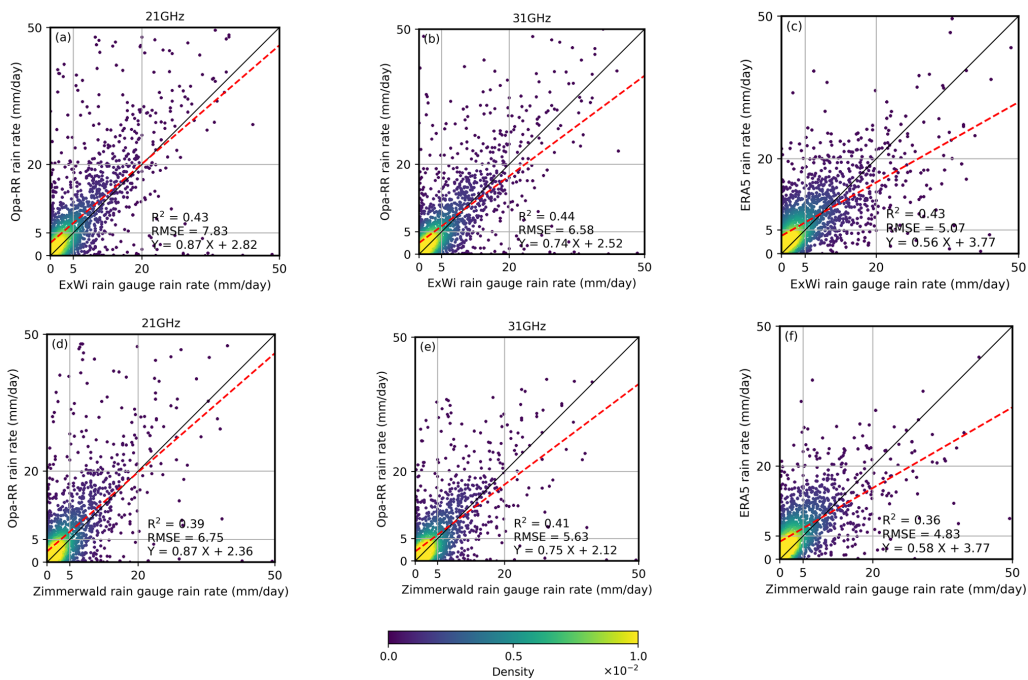 21GHz
(a)
50
20
5
0
Opa-RR rain rate (mm/day)
R² = 0.43
RMSE = 7.83
Y = 0.87 X + 2.82
0 5 20 50
ExWi rain gauge rain rate (mm/day)
31GHz
(b)
50
20
5
0
Opa-RR rain rate (mm/day)
R² = 0.44
RMSE = 6.58
Y = 0.74 X + 2.52
0 5 20 50
ExWi rain gauge rain rate (mm/day)
(c)
50
20
5
0
ERA5 rain rate (mm/day)
R² = 0.43
RMSE = 5.07
Y = 0.56 X + 3.77
0 5 20 50
ExWi rain gauge rain rate (mm/day)
21GHz
(d)
50
20
5
0
Opa-RR rain rate (mm/day)
R² = 0.39
RMSE = 6.75
Y = 0.87 X + 2.36
0 5 20 50
Zimmerwald rain gauge rain rate (mm/day)
31GHz
(e)
50
20
5
0
Opa-RR rain rate (mm/day)
R² = 0.41
RMSE = 5.63
Y = 0.75 X + 2.12
0 5 20 50
Zimmerwald rain gauge rain rate (mm/day)
(f)
50
20
5
0
ERA5 rain rate (mm/day)
R² = 0.36
RMSE = 4.83
Y = 0.58 X + 3.77
0 5 20 50
Zimmerwald rain gauge rain rate (mm/day)
0.0 0.5 1.0
Density ×10⁻²